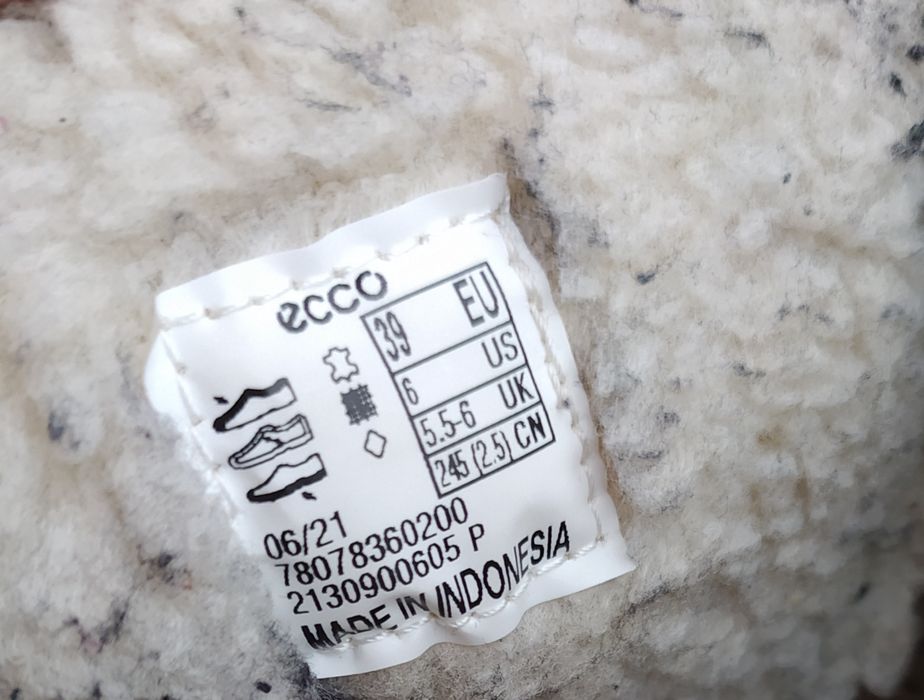 ecco
39 EU
6 US
5.5-6 UK
245 (2.5) CN
06/21
78078360200
2130900605 P
MADE IN INDONESIA